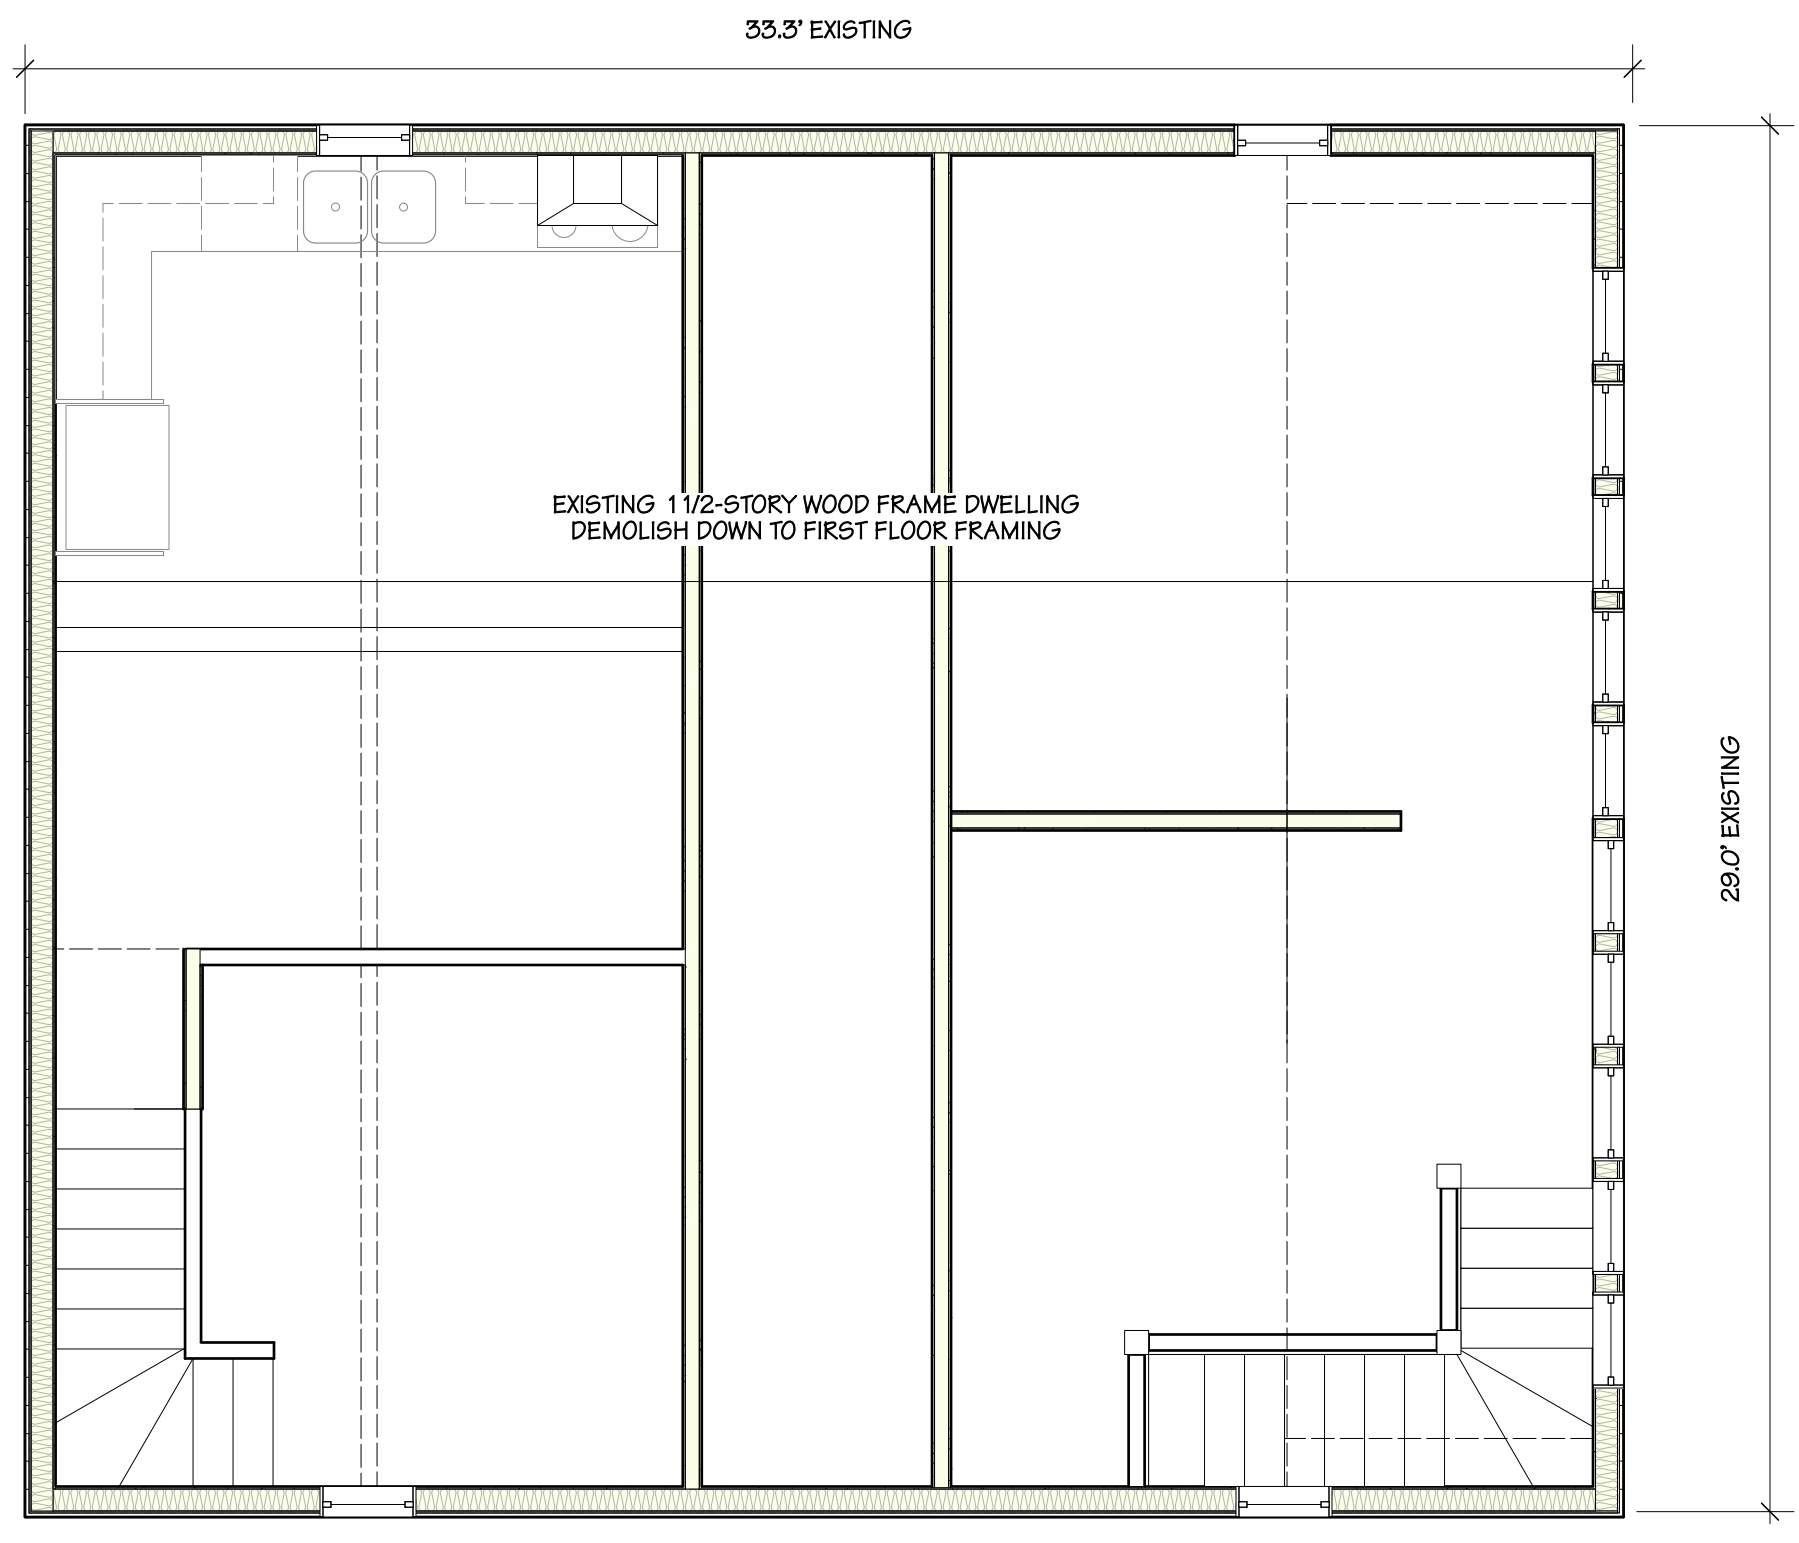 33.3' EXISTING
EXISTING 1 1/2-STORY WOOD FRAME DWELLING
DEMOLISH DOWN TO FIRST FLOOR FRAMING
29.0' EXISTING